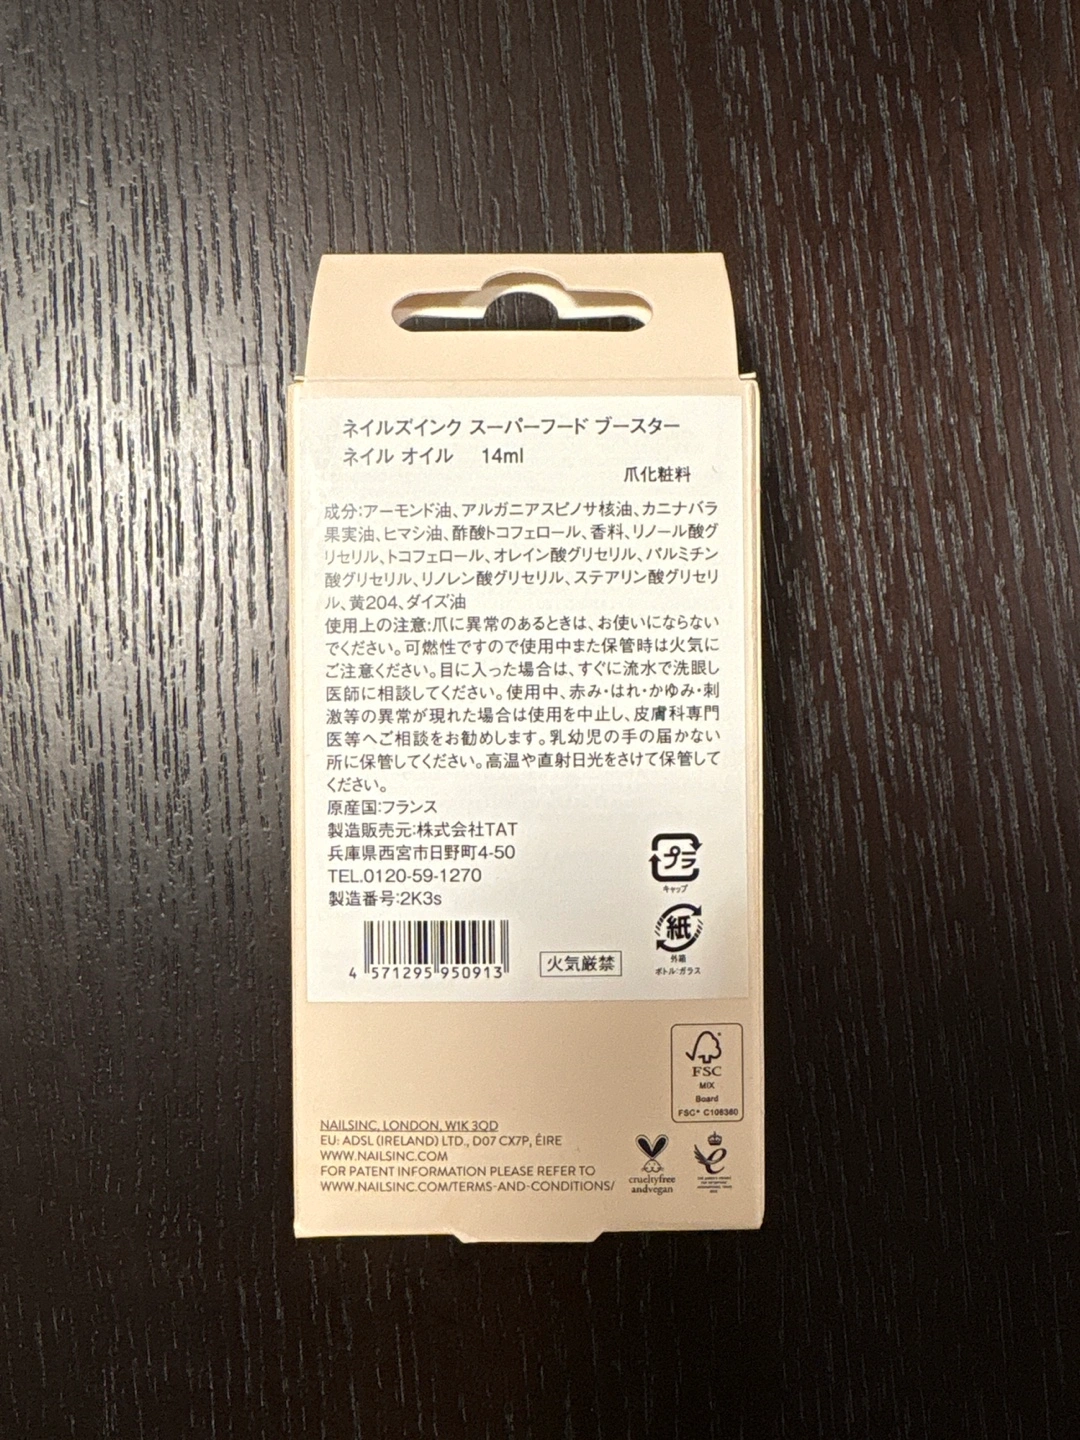 ネイルズインク スーパーフード ブースター
ネイル オイル 14ml
爪化粧料
成分:アーモンド油、アルガニアスピノサ核油、カニナバラ
果実油、ヒマシ油、酢酸トコフェロール、香料、リノール酸グ
リセリル、トコフェロール、オレイン酸グリセリル、パルミチン
酸グリセリル、リノレン酸グリセリル、ステアリン酸グリセリ
ル、黄204、ダイズ油
使用上の注意:爪に異常のあるときは、お使いにならない
でください。可燃性ですので使用中また保管時は火気に
ご注意ください。目に入った場合は、すぐに流水で洗眼し
医師に相談してください。使用中、赤み・はれ・かゆみ・刺
激等の異常が現れた場合は使用を中止し、皮膚科専門
医等へご相談をお勧めします。乳幼児の手の届かない
所に保管してください。高温や直射日光をさけて保管して
ください。
原産国:フランス
製造販売元:株式会社TAT
兵庫県西宮市日野町4-50
TEL.0120-59-1270
製造番号:2K3s
プラ
キャップ
紙
外箱
ボトル:ガラス
4 571295 950913
火気厳禁
FSC
MIX
Board
FSC® C106360
NAILSINC, LONDON, W1K 3QD
EU: ADSL (IRELAND) LTD., D07 CX7P, ÉIRE
WWW.NAILSINC.COM
FOR PATENT INFORMATION PLEASE REFER TO
WWW.NAILSINC.COM/TERMS-AND-CONDITIONS/
crueltyfree
andvegan